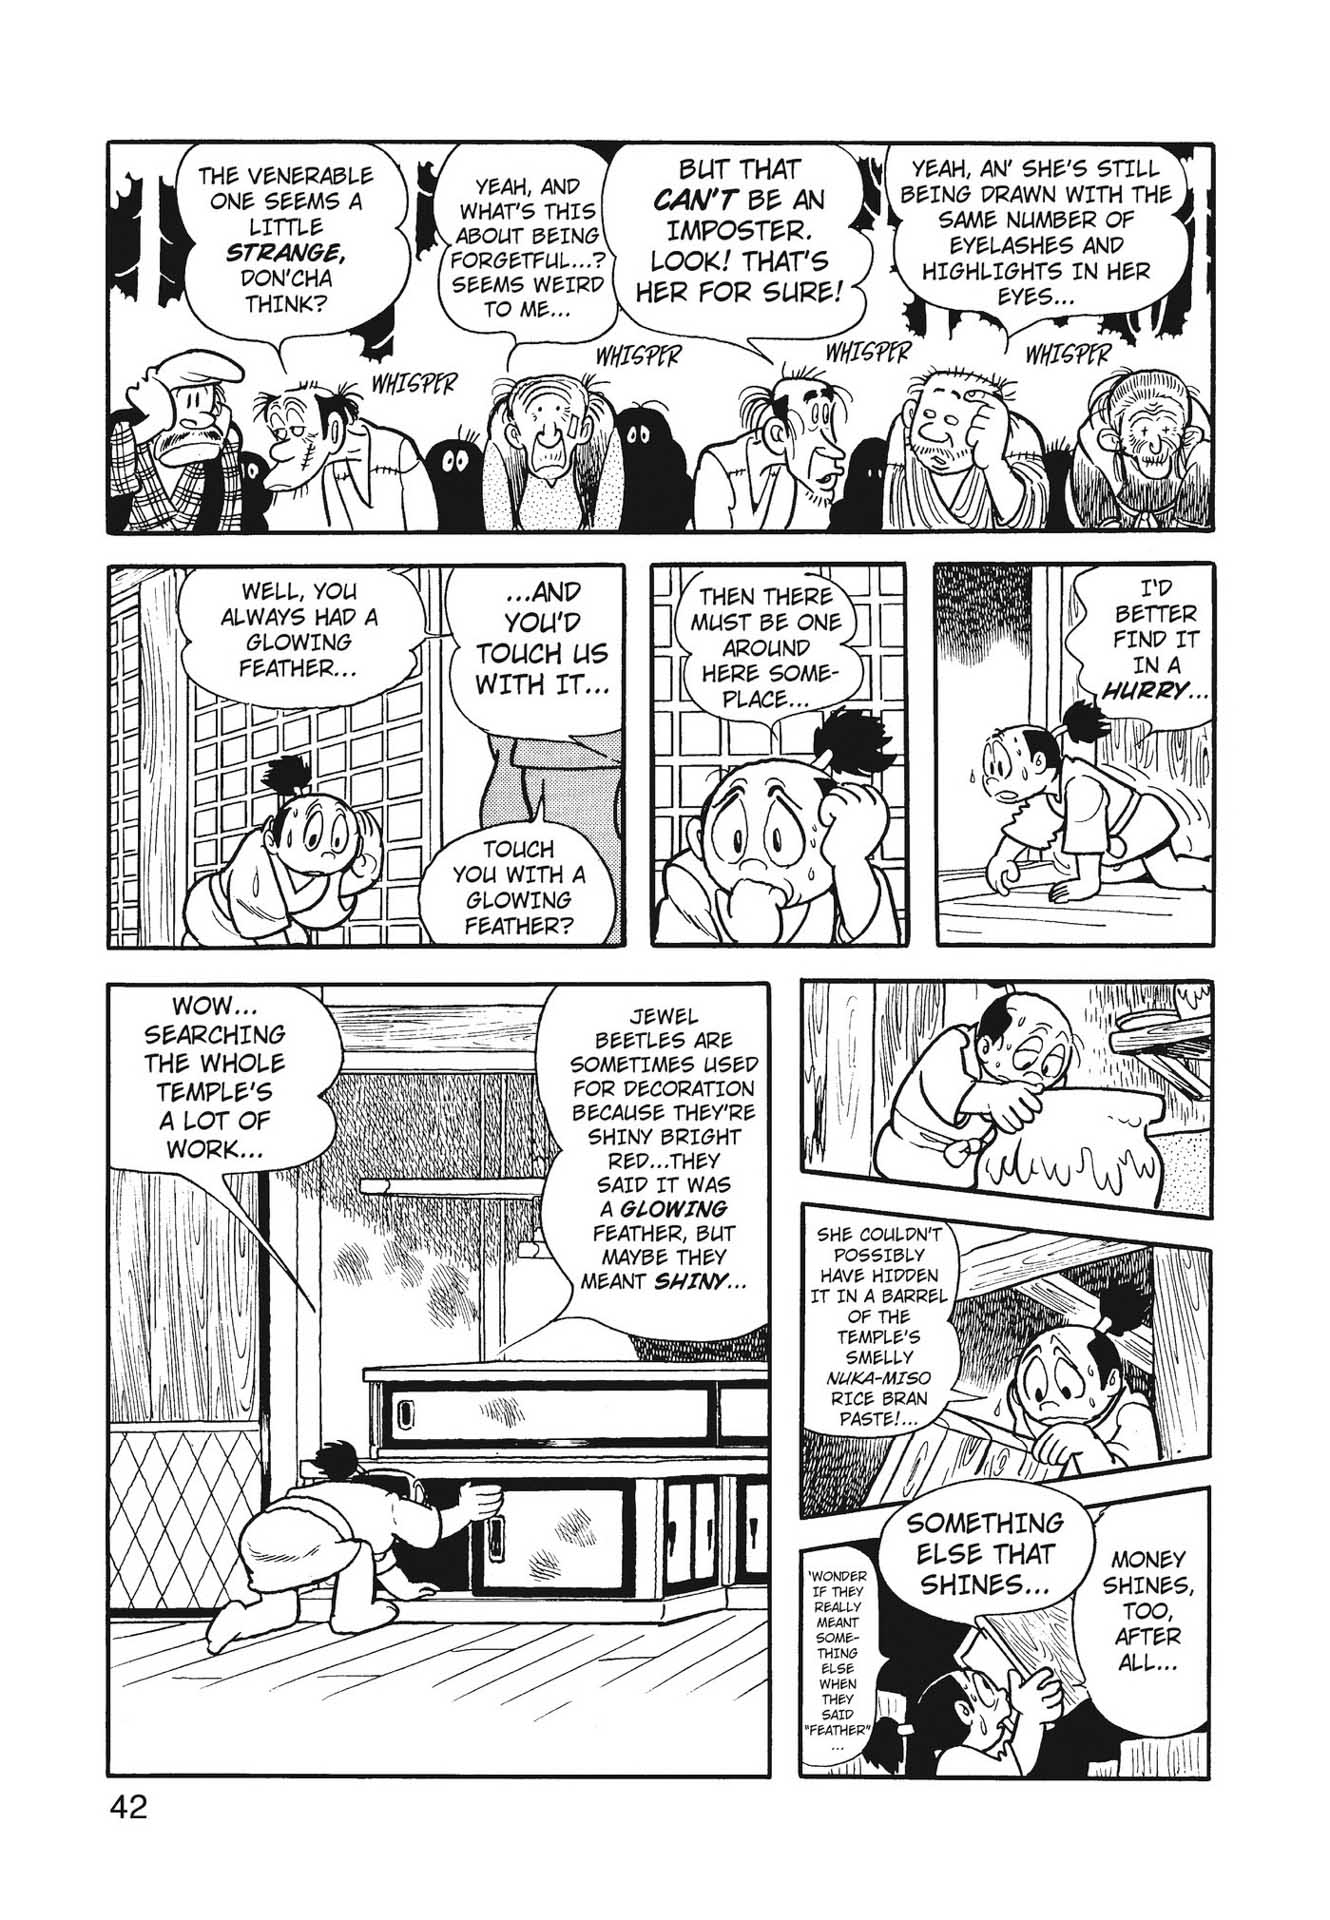 THE VENERABLE
ONE SEEMS A
LITTLE
STRANGE,
DON'CHA
THINK?
YEAH, AND
WHAT'S THIS
ABOUT BEING
FORGETFUL...?
SEEMS WEIRD
TO ME...
BUT THAT
CAN'T BE AN
IMPOSTER.
LOOK! THAT'S
HER FOR SURE!
YEAH, AN' SHE'S STILL
BEING DRAWN WITH THE
SAME NUMBER OF
EYELASHES AND
HIGHLIGHTS IN HER
EYES...
WHISPER
WHISPER
WHISPER
WHISPER
WELL, YOU
ALWAYS HAD A
GLOWING
FEATHER...
...AND
YOU'D
TOUCH US
WITH IT...
TOUCH
YOU WITH A
GLOWING
FEATHER?
THEN THERE
MUST BE ONE
AROUND
HERE SOME-
PLACE...
I'D
BETTER
FIND IT
IN A
HURRY...
WOW...
SEARCHING
THE WHOLE
TEMPLE'S
A LOT OF
WORK...
JEWEL
BEETLES ARE
SOMETIMES USED
FOR DECORATION
BECAUSE THEY'RE
SHINY BRIGHT
RED...THEY
SAID IT WAS
A GLOWING
FEATHER, BUT
MAYBE THEY
MEANT SHINY...
SHE COULDN'T
POSSIBLY
HAVE HIDDEN
IT IN A BARREL
OF THE
TEMPLE'S
SMELLY
NUKA-MISO
RICE BRAN
PASTE!...
'WONDER
IF THEY
REALLY
MEANT
SOME-
THING
ELSE
WHEN
THEY
SAID
"FEATHER"
...
SOMETHING
ELSE THAT
SHINES...
MONEY
SHINES,
TOO,
AFTER
ALL...
42